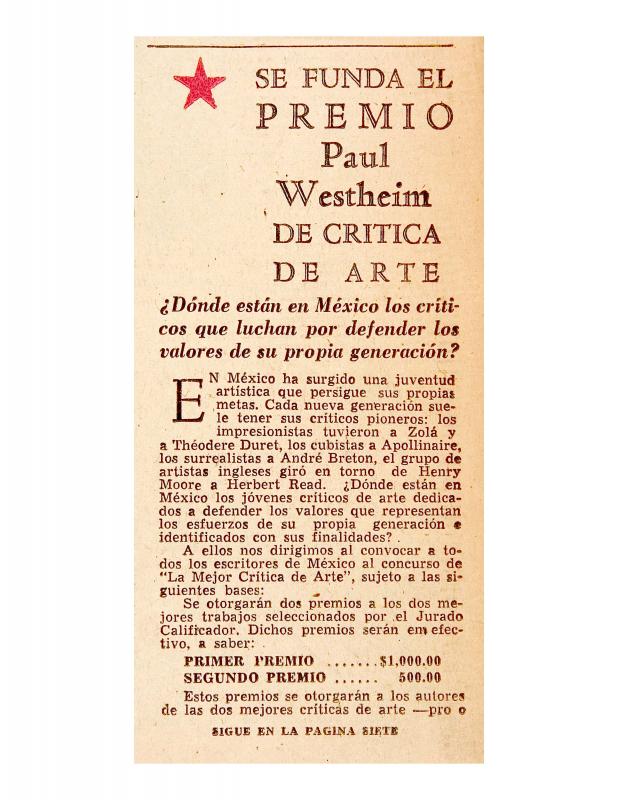 SE FUNDA EL
PREMIO
Paul
Westheim
DE CRITICA
DE ARTE
¿Dónde están en México los críti-
cos que luchan por defender los
valores de su propia generación?
EN México ha surgido una juventud
artística que persigue sus propias
metas. Cada nueva generación sue-
le tener sus críticos pioneros: los
impresionistas tuvieron a Zolá y
a Théodere Duret, los cubistas a Apollinaire,
los surrealistas a André Breton, el grupo de
artistas ingleses giró en torno de Henry
Moore a Herbert Read. ¿Dónde están en
México los jóvenes críticos de arte dedica-
dos a defender los valores que representan
los esfuerzos de su propia generación e
identificados con sus finalidades?
A ellos nos dirigimos al convocar a to-
dos los escritores de México al concurso de
"La Mejor Crítica de Arte", sujeto a las si-
guientes bases:
Se otorgarán dos premios a los dos me-
jores trabajos seleccionados por el Jurado
Calificador. Dichos premios serán en efec-
tivo, a saber:
PRIMER PREMIO .......$1,000.00
SEGUNDO PREMIO ...... 500.00
Estos premios se otorgarán a los autores
de las dos mejores críticas de arte —pro o
SIGUE EN LA PAGINA SIETE